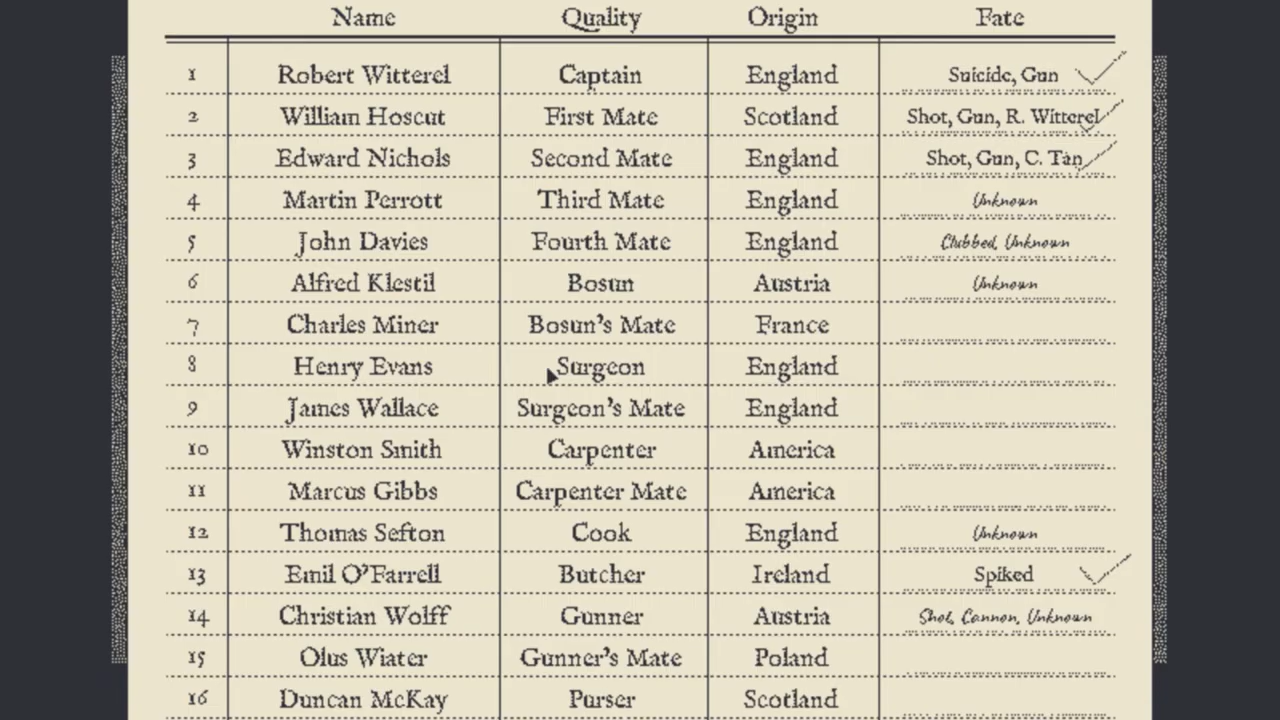 Name Quality Origin Fate
1 Robert Witterel Captain England Suicide, Gun
2 William Hoscut First Mate Scotland Shot, Gun, R. Witterel
3 Edward Nichols Second Mate England Shot, Gun, C. Tan
4 Martin Perrott Third Mate England Unknown
5 John Davies Fourth Mate England Clubbed, Unknown
6 Alfred Klestil Bosun Austria Unknown
7 Charles Miner Bosun's Mate France
8 Henry Evans Surgeon England
9 James Wallace Surgeon's Mate England
10 Winston Smith Carpenter America
11 Marcus Gibbs Carpenter Mate America
12 Thomas Sefton Cook England Unknown
13 Emil O'Farrell Butcher Ireland Spiked
14 Christian Wolff Gunner Austria Shot, Cannon, Unknown
15 Olus Wiater Gunner's Mate Poland
16 Duncan McKay Purser Scotland